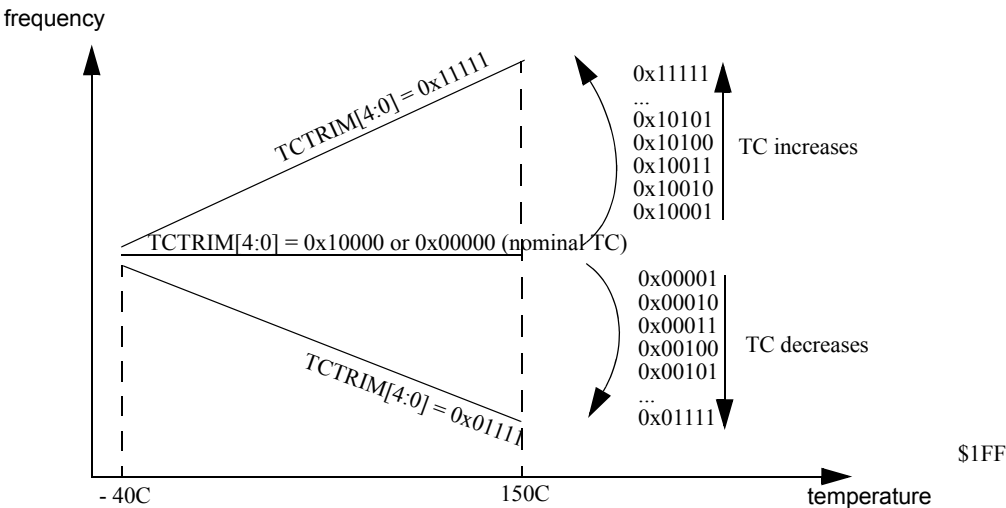 frequency
TCTRIM[4:0] = 0x11111
0x11111
...
0x10101
0x10100
0x10011
0x10010
0x10001
TC increases
TCTRIM[4:0] = 0x10000 or 0x00000 (nominal TC)
0x00001
0x00010
0x00011
0x00100
0x00101
...
0x01111
TC decreases
TCTRIM[4:0] = 0x01111
$1FF
- 40C
150C
temperature